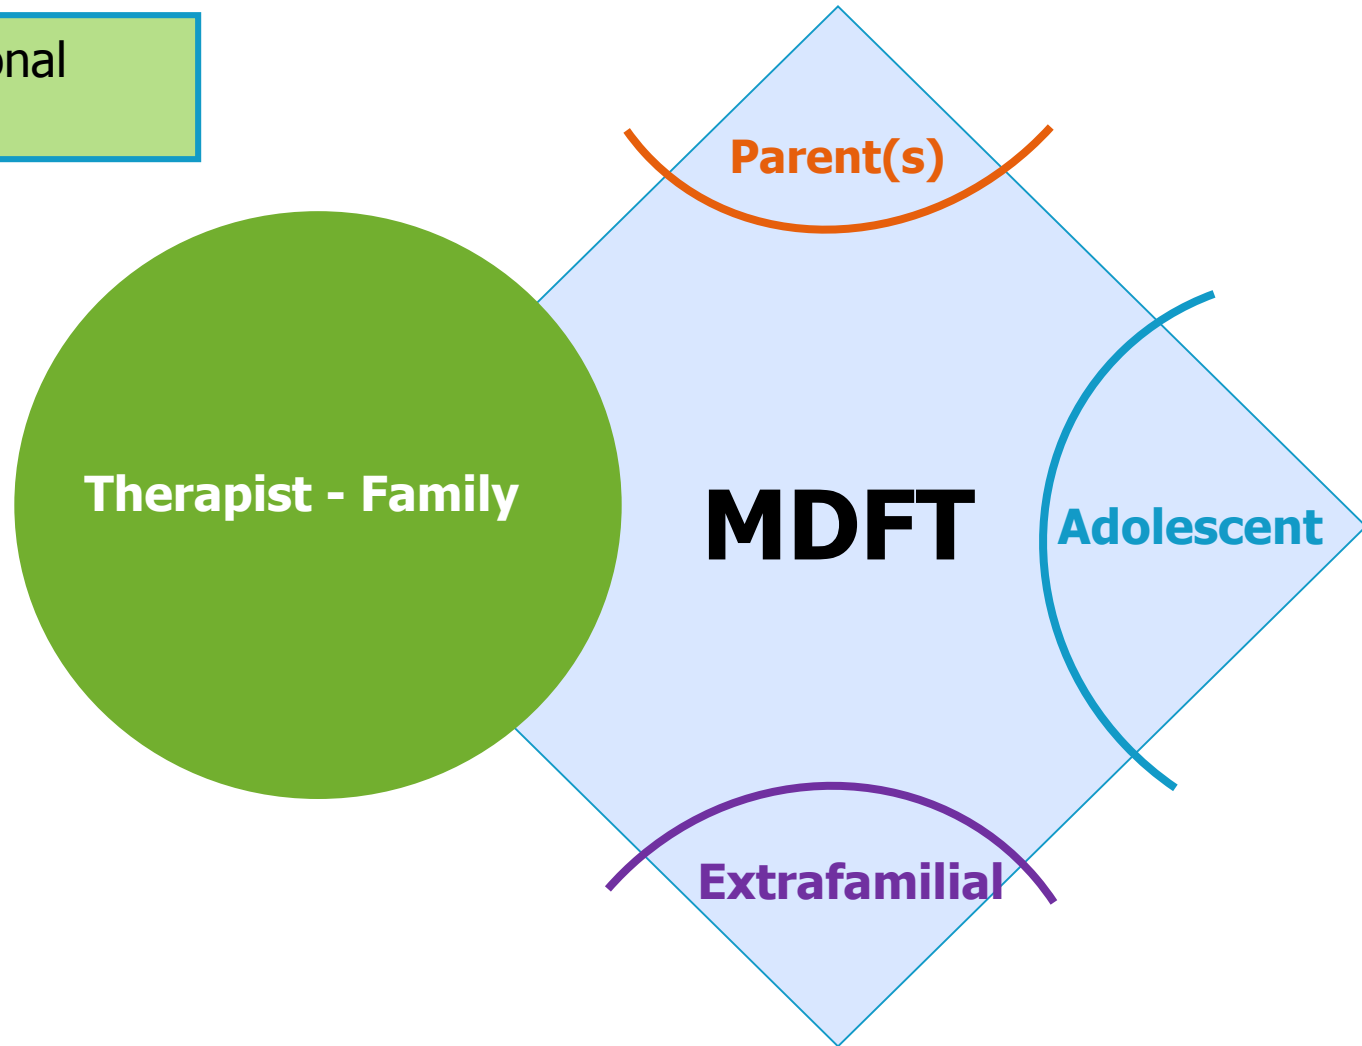 onal
Parent(s)
Therapist - Family
MDFT
Adolescent
Extrafamilial